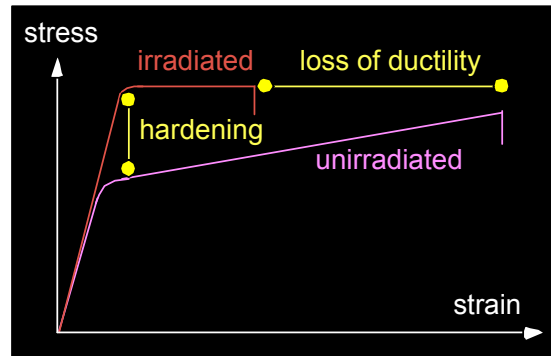 stress
irradiated
loss of ductility
hardening
unirradiated
strain